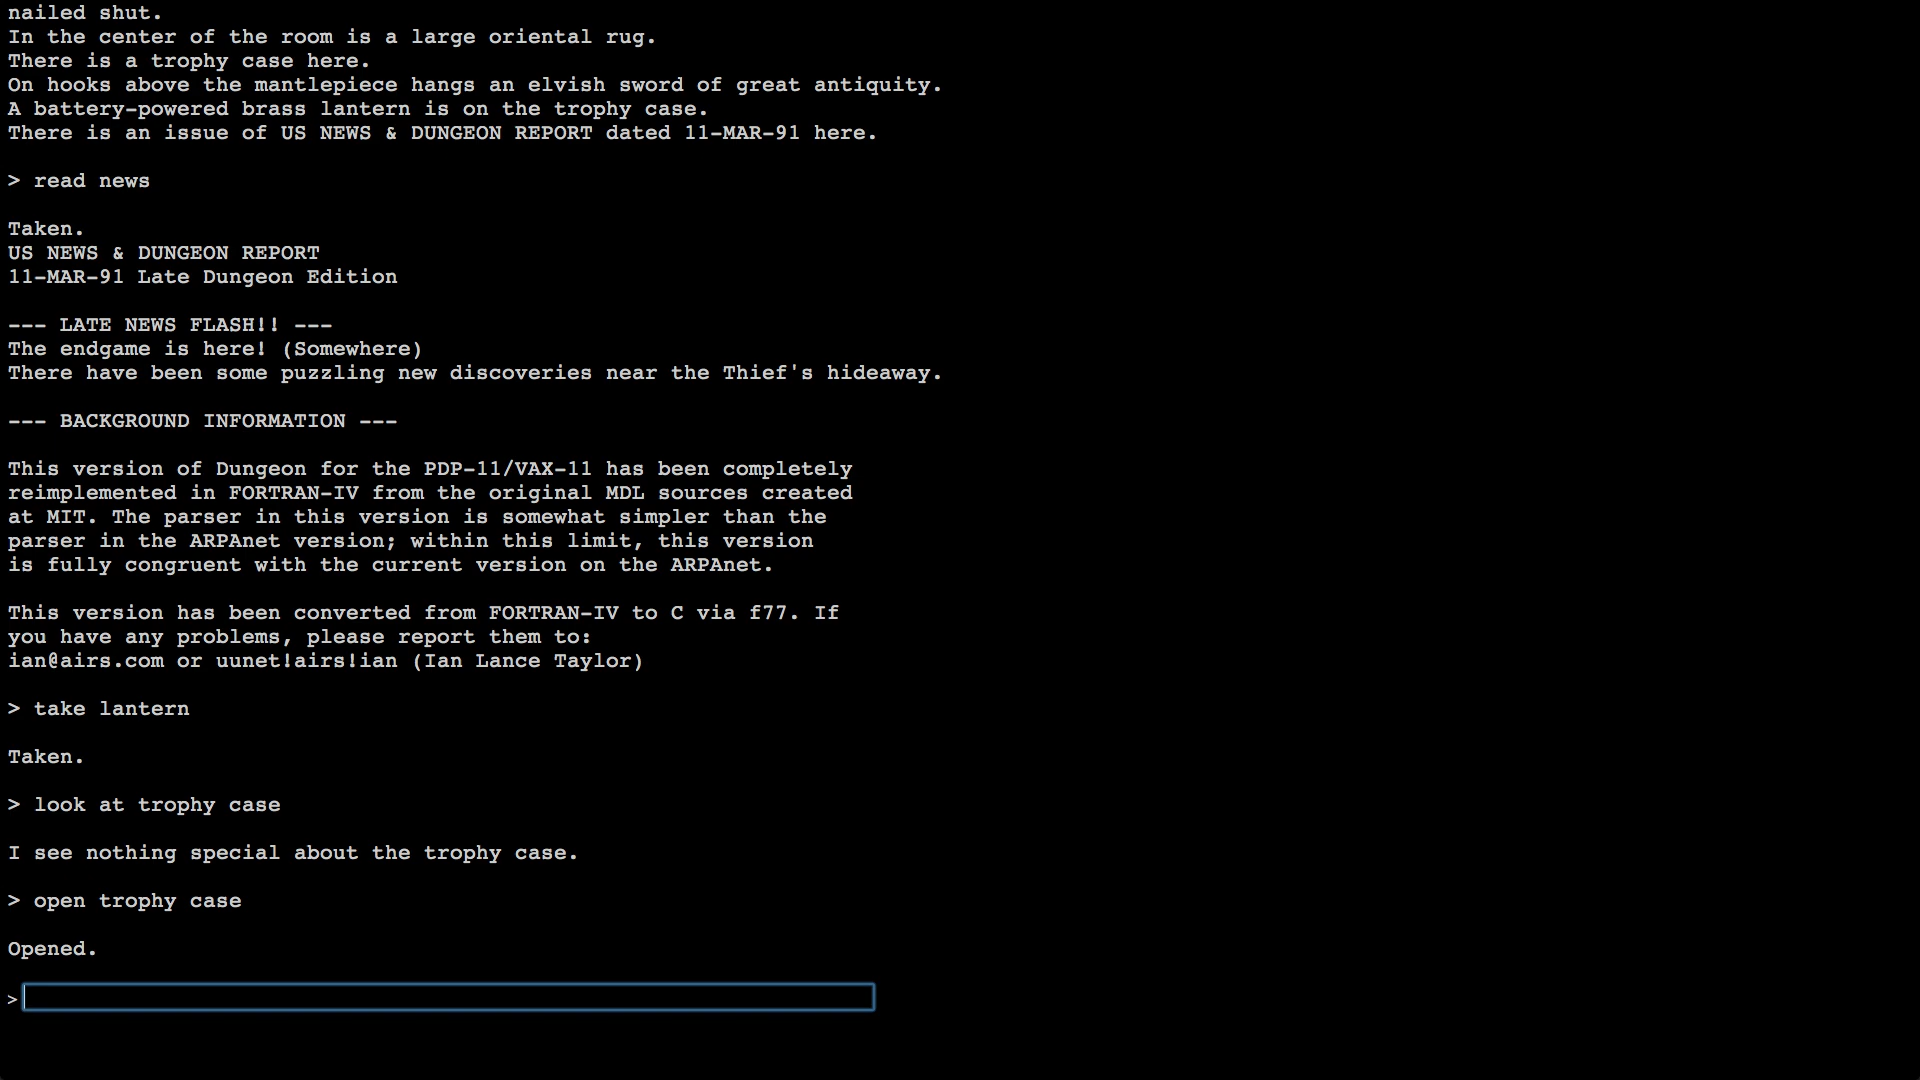 nailed shut.
In the center of the room is a large oriental rug.
There is a trophy case here.
On hooks above the mantlepiece hangs an elvish sword of great antiquity.
A battery-powered brass lantern is on the trophy case.
There is an issue of US NEWS & DUNGEON REPORT dated 11-MAR-91 here.
> read news
Taken.
US NEWS & DUNGEON REPORT
11-MAR-91 Late Dungeon Edition
--- LATE NEWS FLASH!! ---
The endgame is here! (Somewhere)
There have been some puzzling new discoveries near the Thief's hideaway.
--- BACKGROUND INFORMATION ---
This version of Dungeon for the PDP-11/VAX-11 has been completely
reimplemented in FORTRAN-IV from the original MDL sources created
at MIT. The parser in this version is somewhat simpler than the
parser in the ARPAnet version; within this limit, this version
is fully congruent with the current version on the ARPAnet.
This version has been converted from FORTRAN-IV to C via f77. If
you have any problems, please report them to:
ian@airs.com or uunet!airs!ian (Ian Lance Taylor)
> take lantern
Taken.
> look at trophy case
I see nothing special about the trophy case.
> open trophy case
Opened.
>